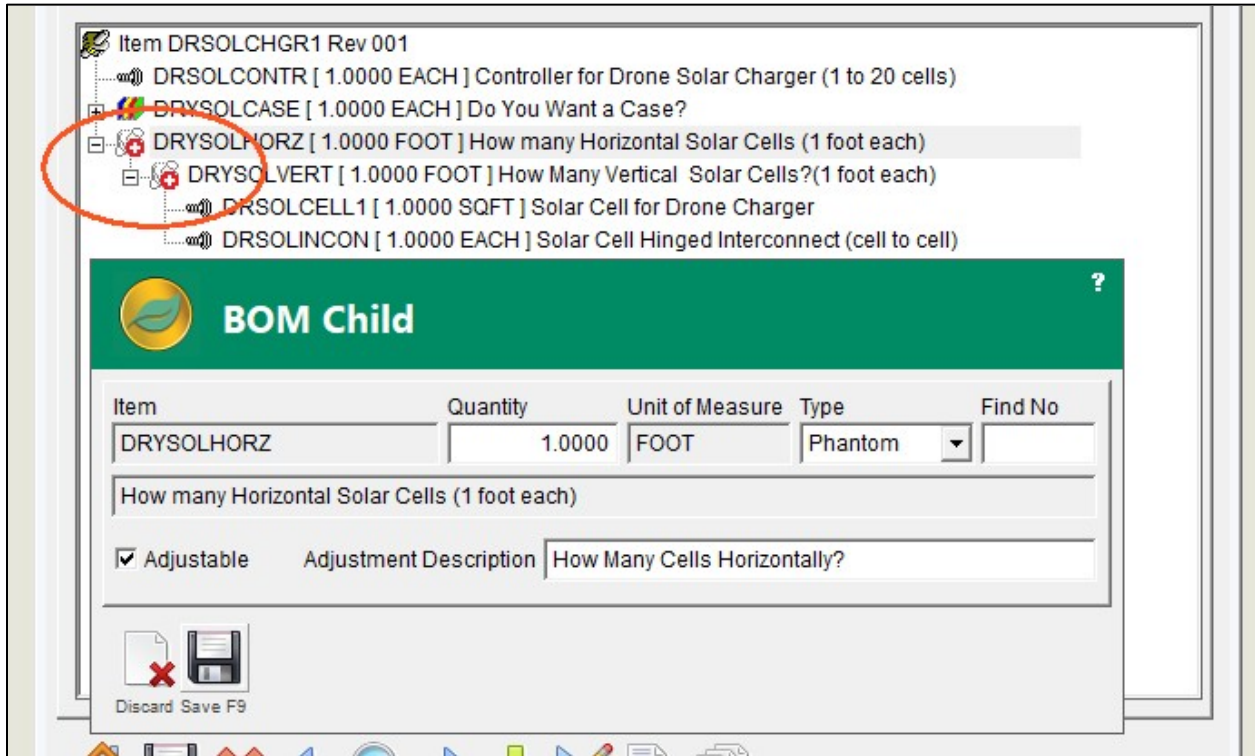 Item DRSOLCHGR1 Rev 001
DRSOLCONTR [ 1.0000 EACH ] Controller for Drone Solar Charger (1 to 20 cells)
DRYSOLCASE [ 1.0000 EACH ] Do You Want a Case?
DRYSOLHORZ [ 1.0000 FOOT ] How many Horizontal Solar Cells (1 foot each)
DRYSOLVERT [ 1.0000 FOOT ] How Many Vertical Solar Cells?(1 foot each)
DRSOLCELL1 [ 1.0000 SQFT ] Solar Cell for Drone Charger
DRSOLINCON [ 1.0000 EACH ] Solar Cell Hinged Interconnect (cell to cell)
?
BOM Child
Item Quantity Unit of Measure Type Find No
DRYSOLHORZ 1.0000 FOOT Phantom
How many Horizontal Solar Cells (1 foot each)
Adjustable Adjustment Description How Many Cells Horizontally?
Discard Save F9